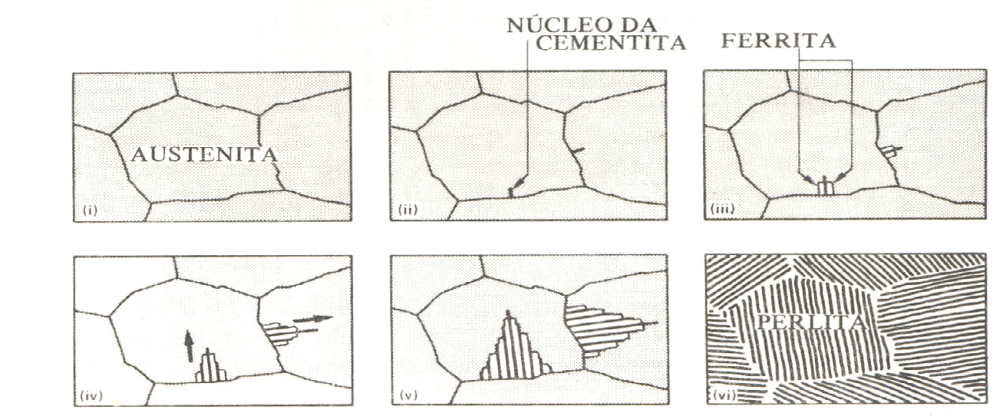 NÚCLEO DA
CEMENTITA
FERRITA
AUSTENITA
(i)
(ii)
(iii)
(iv)
(v)
PERLITA
(vi)